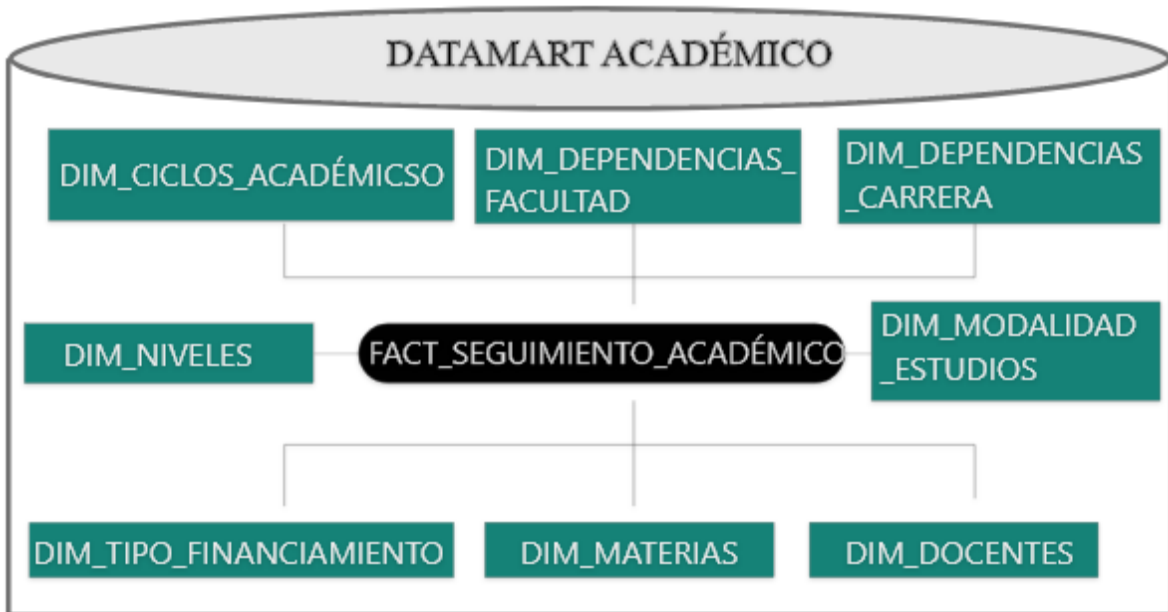 DATAMART ACADÉMICO
DIM_CICLOS_ACADÉMICSO
DIM_DEPENDENCIAS_
FACULTAD
DIM_DEPENDENCIAS
_CARRERA
DIM_NIVELES
FACT_SEGUIMIENTO_ACADÉMICO
DIM_MODALIDAD
_ESTUDIOS
DIM_TIPO_FINANCIAMIENTO
DIM_MATERIAS
DIM_DOCENTES